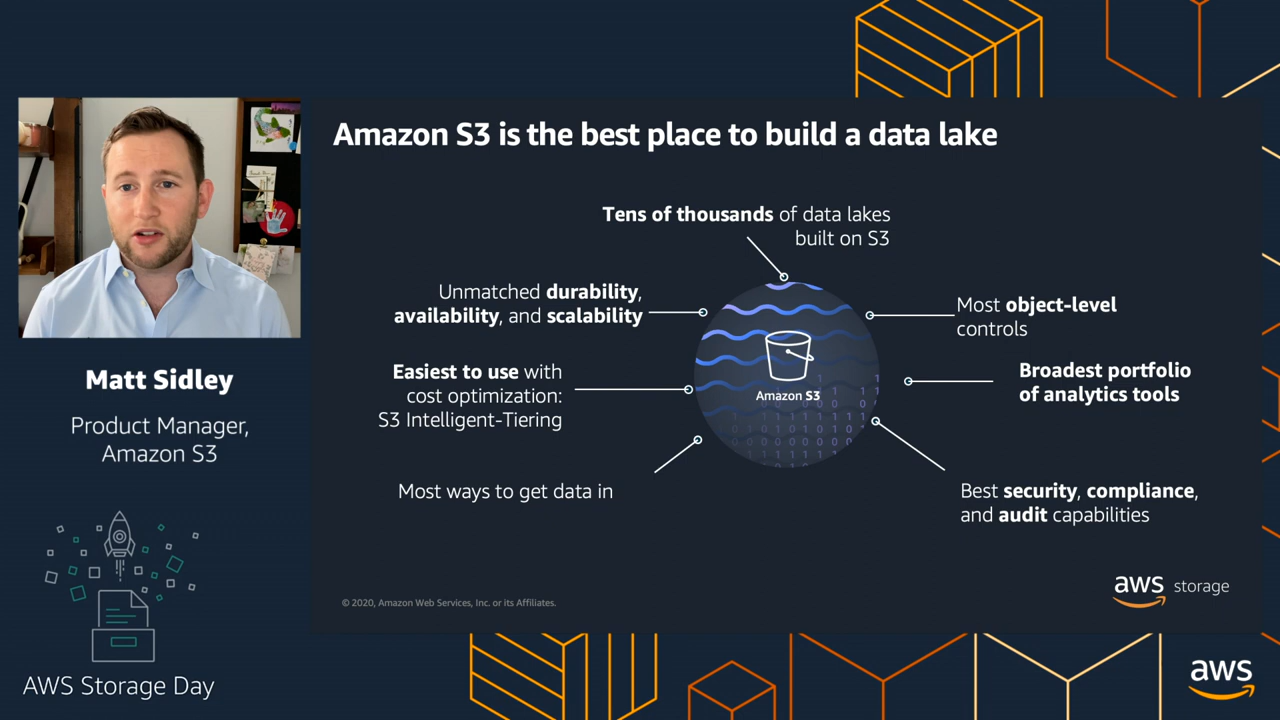 Amazon S3 is the best place to build a data lake
Tens of thousands of data lakes
built on S3
Unmatched durability,
availability, and scalability
Most object-level
controls
Easiest to use with
cost optimization:
S3 Intelligent-Tiering
Broadest portfolio
of analytics tools
Amazon S3
Most ways to get data in
Best security, compliance,
and audit capabilities
© 2020, Amazon Web Services, Inc. or its Affiliates.
aws storage
Matt Sidley
Product Manager,
Amazon S3
AWS Storage Day
aws